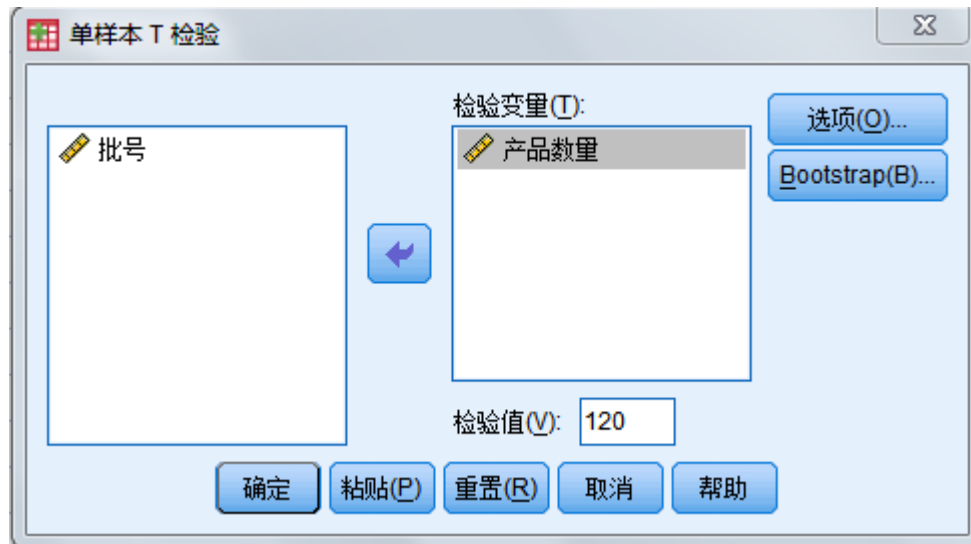 单样本 T 检验
检验变量(T):
批号
产品数量
选项(O)...
Bootstrap(B)...
检验值(V): 120
确定 粘贴(P) 重置(R) 取消 帮助